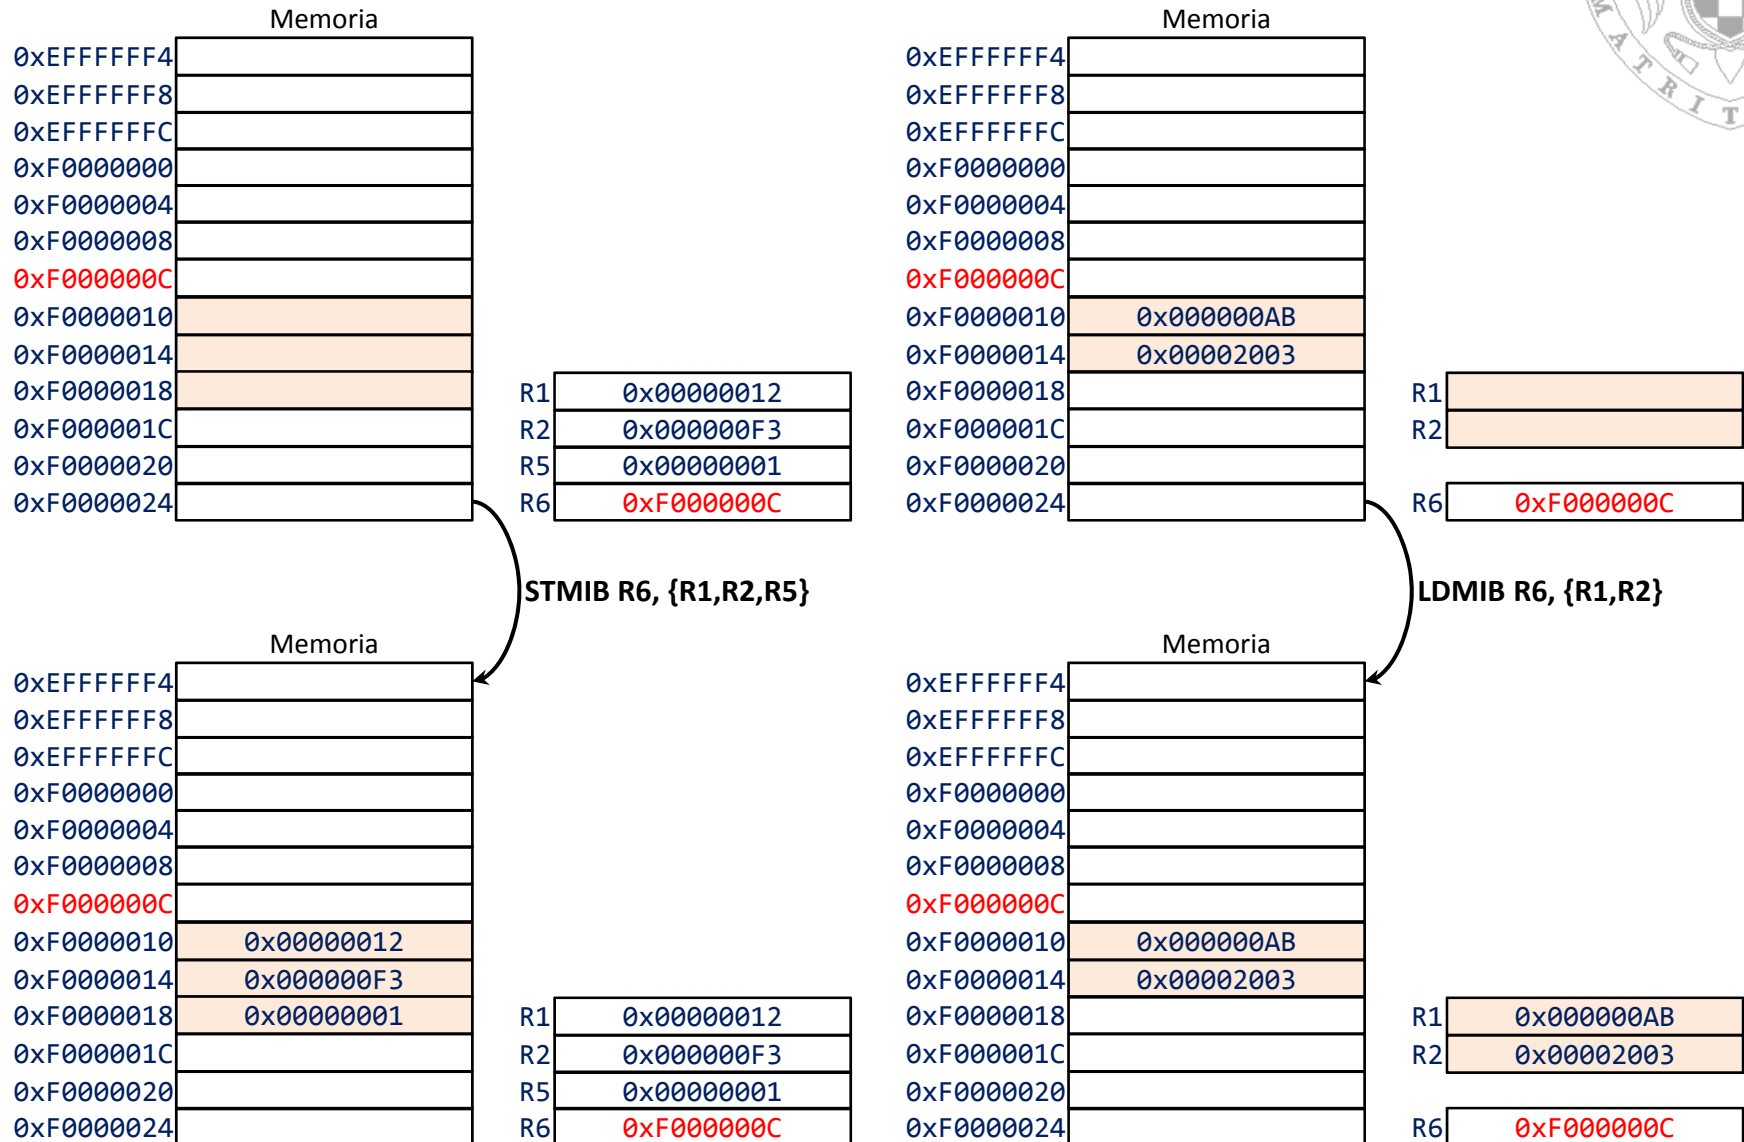 Memoria
0xEFFFFFF4
0xEFFFFFF8
0xEFFFFFFC
0xF0000000
0xF0000004
0xF0000008
0xF000000C
0xF0000010
0xF0000014
0xF0000018
0xF000001C
0xF0000020
0xF0000024
R1 0x00000012
R2 0x000000F3
R5 0x00000001
R6 0xF000000C
STMIB R6, {R1,R2,R5}
Memoria
0xEFFFFFF4
0xEFFFFFF8
0xEFFFFFFC
0xF0000000
0xF0000004
0xF0000008
0xF000000C
0xF0000010 0x00000012
0xF0000014 0x000000F3
0xF0000018 0x00000001
0xF000001C
0xF0000020
0xF0000024
R1 0x00000012
R2 0x000000F3
R5 0x00000001
R6 0xF000000C
Memoria
0xEFFFFFF4
0xEFFFFFF8
0xEFFFFFFC
0xF0000000
0xF0000004
0xF0000008
0xF000000C
0xF0000010 0x000000AB
0xF0000014 0x00002003
0xF0000018
0xF000001C
0xF0000020
0xF0000024
R1
R2
R6 0xF000000C
LDMIB R6, {R1,R2}
Memoria
0xEFFFFFF4
0xEFFFFFF8
0xEFFFFFFC
0xF0000000
0xF0000004
0xF0000008
0xF000000C
0xF0000010 0x000000AB
0xF0000014 0x00002003
0xF0000018
0xF000001C
0xF0000020
0xF0000024
R1 0x000000AB
R2 0x00002003
R6 0xF000000C
MATRIT